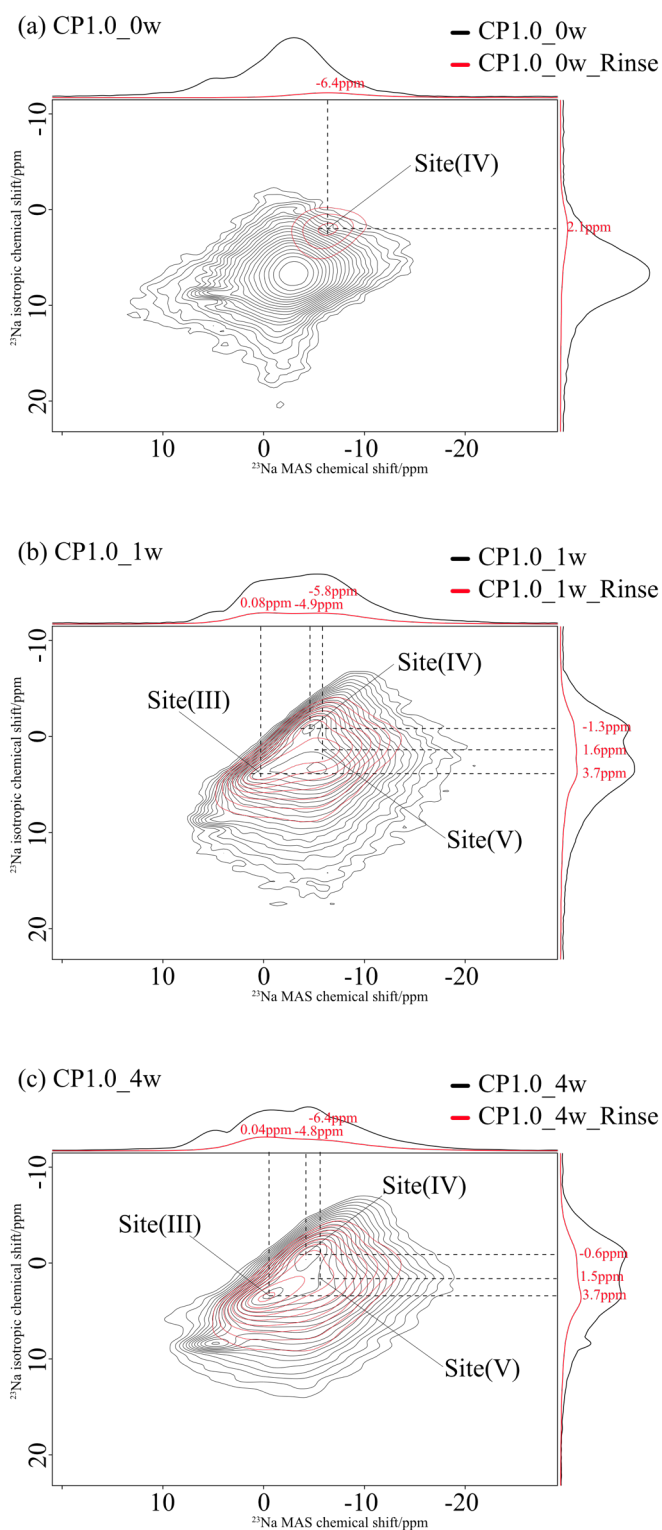 (a) CP1.0_0w
CP1.0_0w
CP1.0_0w_Rinse
-6.4ppm
Site(IV)
2.1ppm
-10
0
10
20
²³Na isotropic chemical shift/ppm
10
0
-10
-20
²³Na MAS chemical shift/ppm
(b) CP1.0_1w
CP1.0_1w
CP1.0_1w_Rinse
-5.8ppm
0.08ppm
-4.9ppm
Site(IV)
Site(III)
Site(V)
-1.3ppm
1.6ppm
3.7ppm
-10
0
10
20
²³Na isotropic chemical shift/ppm
10
0
-10
-20
²³Na MAS chemical shift/ppm
(c) CP1.0_4w
CP1.0_4w
CP1.0_4w_Rinse
-6.4ppm
0.04ppm
-4.8ppm
Site(IV)
Site(III)
Site(V)
-0.6ppm
1.5ppm
3.7ppm
-10
0
10
20
²³Na isotropic chemical shift/ppm
10
0
-10
-20
²³Na MAS chemical shift/ppm